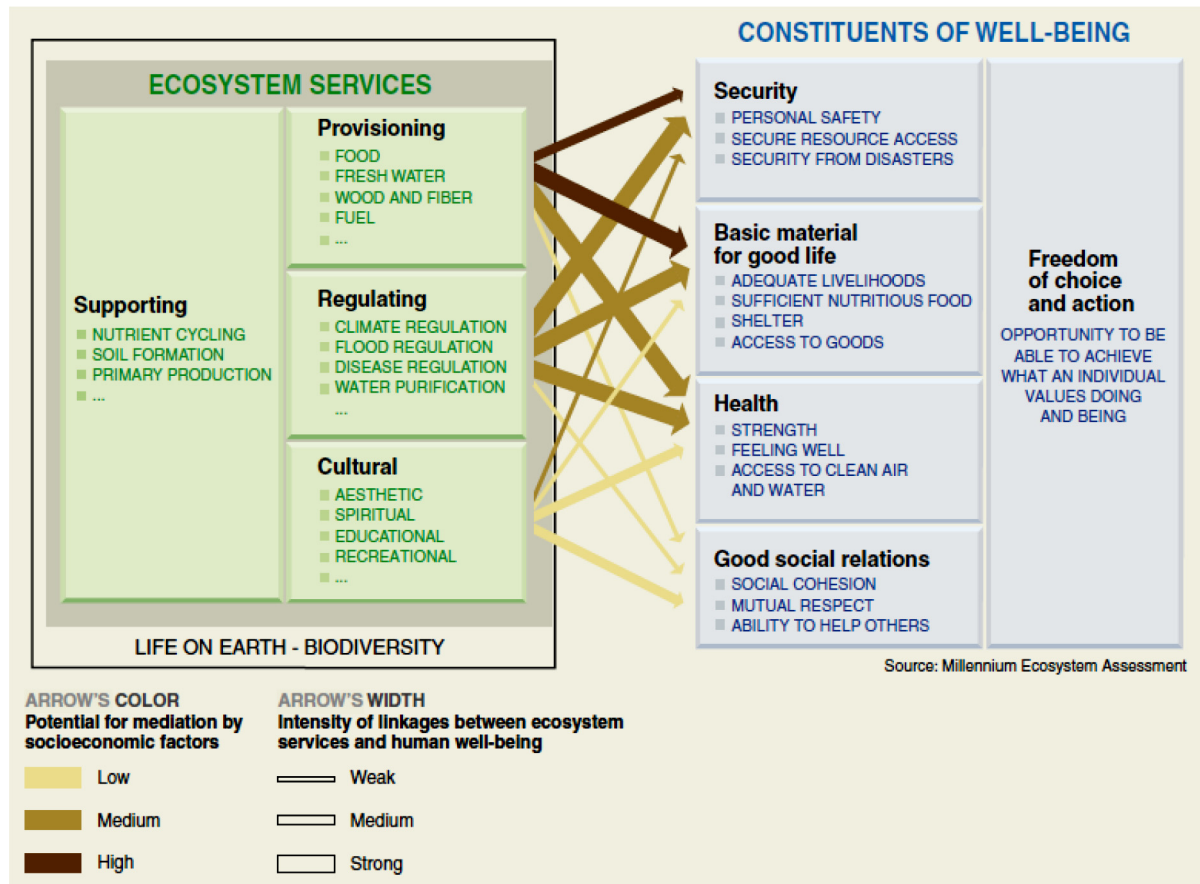 CONSTITUENTS OF WELL-BEING
ECOSYSTEM SERVICES
Supporting
NUTRIENT CYCLING
SOIL FORMATION
PRIMARY PRODUCTION
...
Provisioning
FOOD
FRESH WATER
WOOD AND FIBER
FUEL
...
Regulating
CLIMATE REGULATION
FLOOD REGULATION
DISEASE REGULATION
WATER PURIFICATION
...
Cultural
AESTHETIC
SPIRITUAL
EDUCATIONAL
RECREATIONAL
...
LIFE ON EARTH - BIODIVERSITY
Security
PERSONAL SAFETY
SECURE RESOURCE ACCESS
SECURITY FROM DISASTERS
Basic material
for good life
ADEQUATE LIVELIHOODS
SUFFICIENT NUTRITIOUS FOOD
SHELTER
ACCESS TO GOODS
Health
STRENGTH
FEELING WELL
ACCESS TO CLEAN AIR
AND WATER
Good social relations
SOCIAL COHESION
MUTUAL RESPECT
ABILITY TO HELP OTHERS
Freedom
of choice
and action
OPPORTUNITY TO BE
ABLE TO ACHIEVE
WHAT AN INDIVIDUAL
VALUES DOING
AND BEING
Source: Millennium Ecosystem Assessment
ARROW'S COLOR
Potential for mediation by
socioeconomic factors
Low
Medium
High
ARROW'S WIDTH
Intensity of linkages between ecosystem
services and human well-being
Weak
Medium
Strong